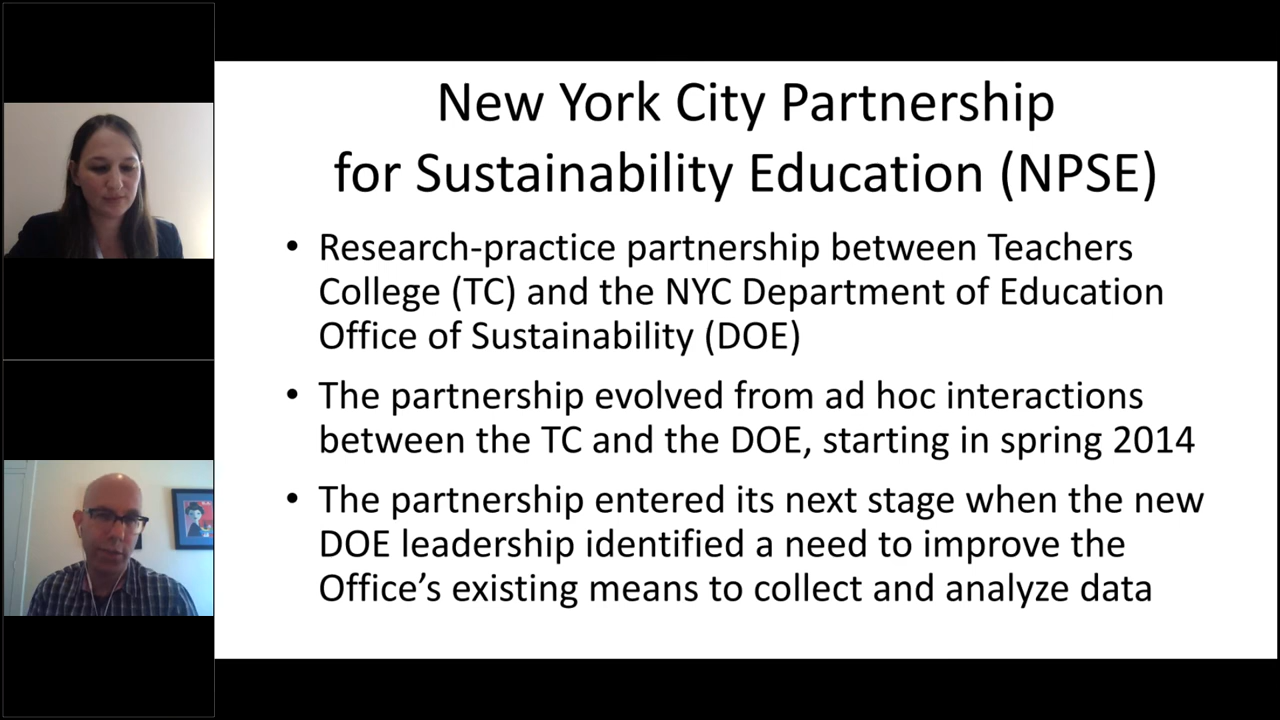 New York City Partnership
for Sustainability Education (NPSE)
• Research-practice partnership between Teachers
College (TC) and the NYC Department of Education
Office of Sustainability (DOE)
• The partnership evolved from ad hoc interactions
between the TC and the DOE, starting in spring 2014
• The partnership entered its next stage when the new
DOE leadership identified a need to improve the
Office’s existing means to collect and analyze data